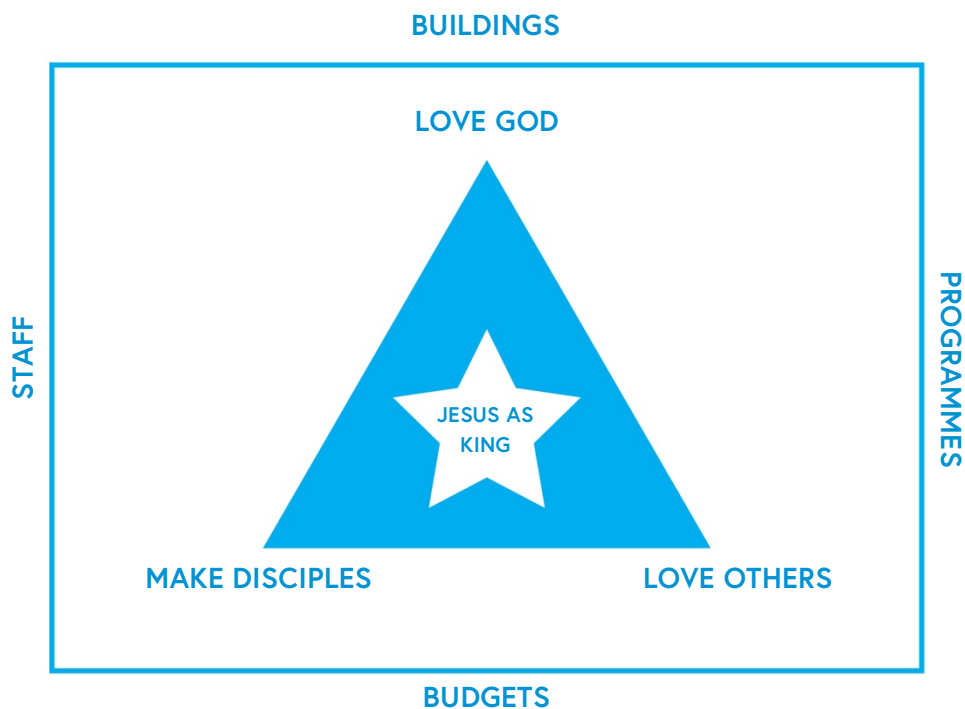 BUILDINGS
LOVE GOD
STAFF
PROGRAMMES
JESUS AS
KING
MAKE DISCIPLES
LOVE OTHERS
BUDGETS